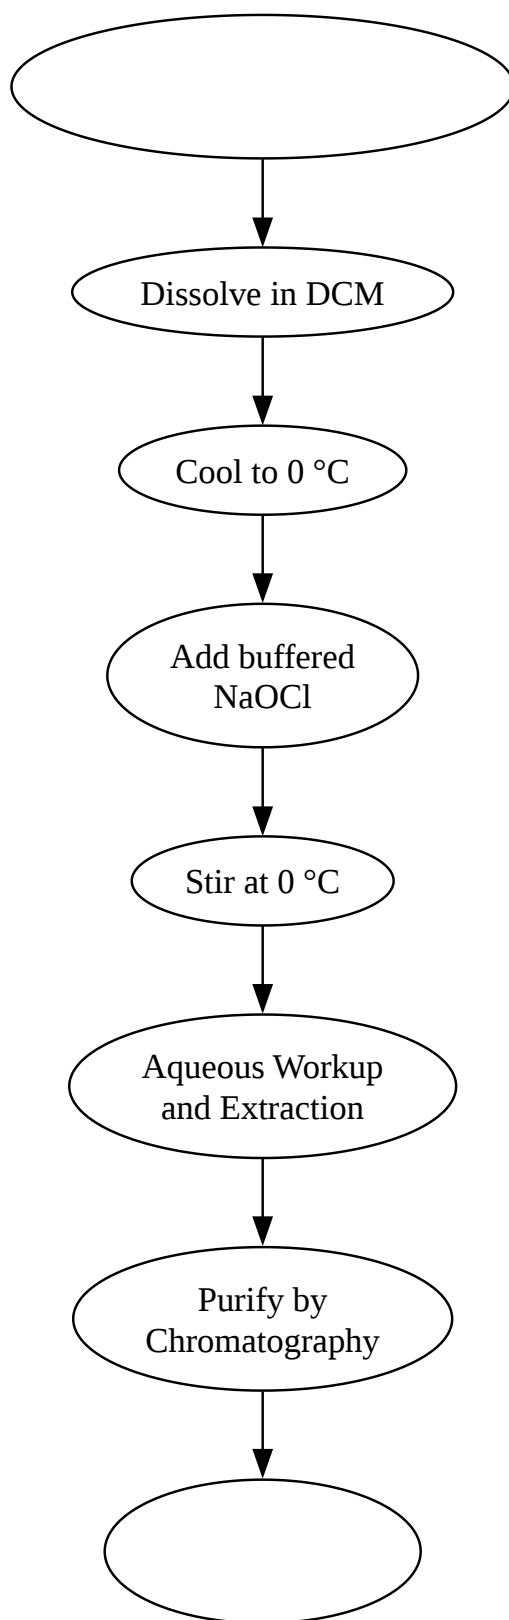 Dissolve in DCM
Cool to 0 °C
Add buffered
NaOCl
Stir at 0 °C
Aqueous Workup
and Extraction
Purify by
Chromatography